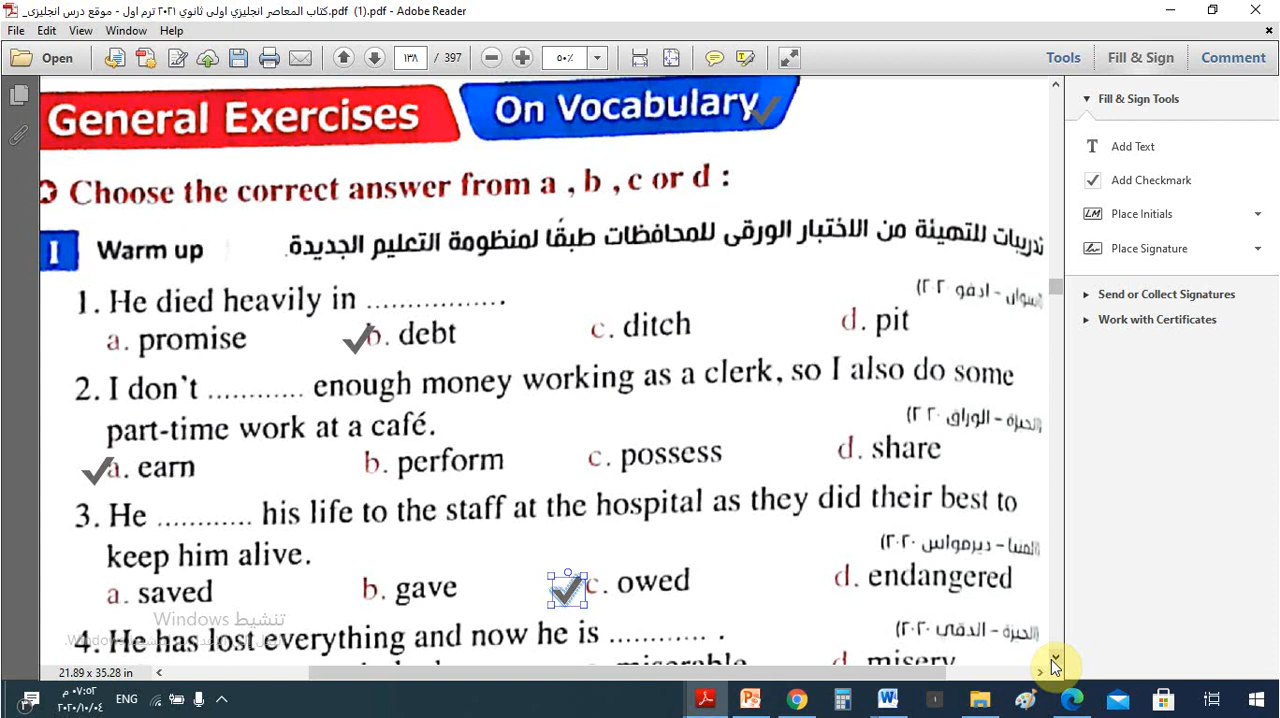 كتاب المعاصر انجليزي اولى ثانوي ٢٠٢١ ترم اول - موقع درس انجليزى_.pdf (1).pdf - Adobe Reader
File Edit View Window Help
Open ١٣٨ / 397 ٥٠٪ Tools Fill & Sign Comment
General Exercises On Vocabulary
Choose the correct answer from a , b , c or d :
I Warm up تدريبات للتهيئة من الاختبار الورقى للمحافظات طبقًا لمنظومة التعليم الجديدة.
(أسوان - ادفو ٢٠٢٠)
1. He died heavily in .................
a. promise b. debt c. ditch d. pit
2. I don't ............ enough money working as a clerk, so I also do some
part-time work at a café.
(الجيزة - الوراق ٢٠٢٠)
a. earn b. perform c. possess d. share
3. He ............ his life to the staff at the hospital as they did their best to
keep him alive.
(المنيا - ديرمواس ٢٠٢٠)
a. saved b. gave c. owed d. endangered
تنشيط Windows
4. He has lost everything and now he is ............ .
(الجيزة - الدقى ٢٠٢٠)
c. miserable d. misery
21.89 x 35.28 in
Fill & Sign Tools
T Add Text
Add Checkmark
LM Place Initials
Place Signature
Send or Collect Signatures
Work with Certificates
٠٧:٥٢ م
٢٠٢٠/١٠/٠٤
ENG